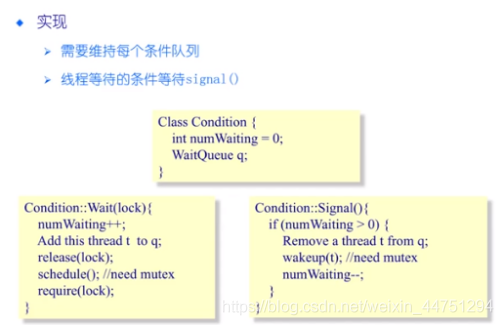 实现
需要维持每个条件队列
线程等待的条件等待signal()
Class Condition {
int numWaiting = 0;
WaitQueue q;
}
Condition::Wait(lock){
numWaiting++;
Add this thread t to q;
release(lock);
schedule(); //need mutex
require(lock);
}
Condition::Signal(){
if (numWaiting > 0) {
Remove a thread t from q;
wakeup(t); //need mutex
numWaiting--;
}
}
https://blog.csdn.net/weixin_44751294